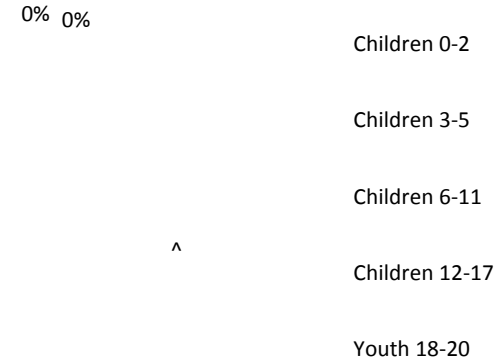 0% 0%
Children 0-2
Children 3-5
Children 6-11
^
Children 12-17
Youth 18-20